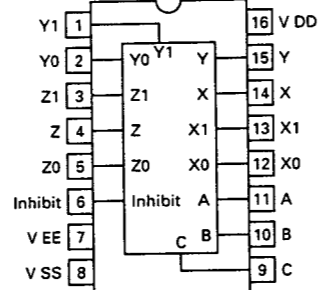 Y1 1 16 V DD
Y0 2 Y0 Y1 Y 15 Y
Z1 3 Z1 X 14 X
Z 4 Z X1 13 X1
Z0 5 Z0 X0 12 X0
Inhibit 6 Inhibit A 11 A
V EE 7 B 10 B
V SS 8 C 9 C